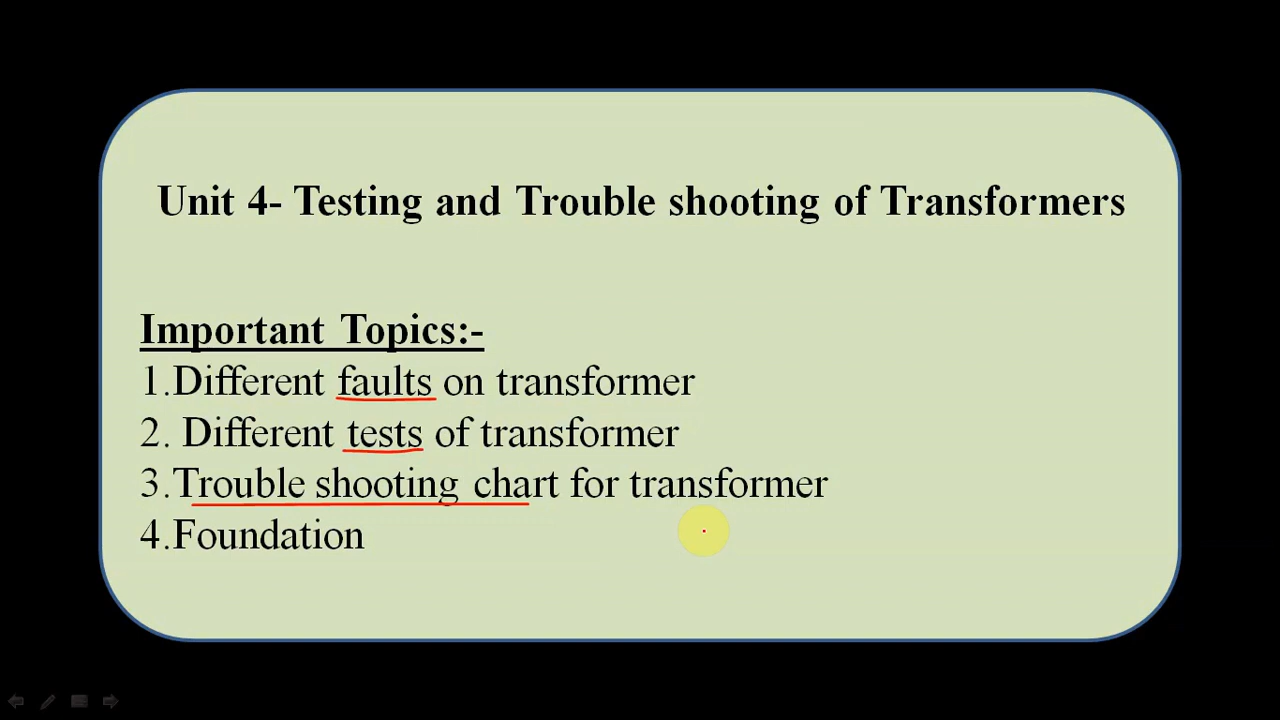 Unit 4- Testing and Trouble shooting of Transformers
Important Topics:-
1.Different faults on transformer
2. Different tests of transformer
3.Trouble shooting chart for transformer
4.Foundation